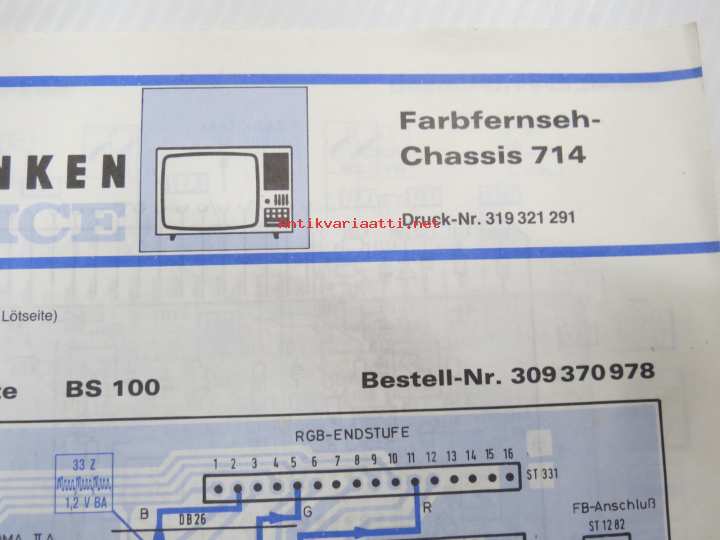 NKEN
ICE
Farbfernseh-
Chassis 714
Druck-Nr. 319 321 291
Antikvariaatti.net
Lötseite)
te BS 100
Bestell-Nr. 309 370 978
RGB-ENDSTUFE
1 2 3 4 5 6 7 8 9 10 11 12 13 14 15 16
ST 331
33 Z
1,2 V BA
B
G
R
DB26
FB-Anschluß
ST 12 82